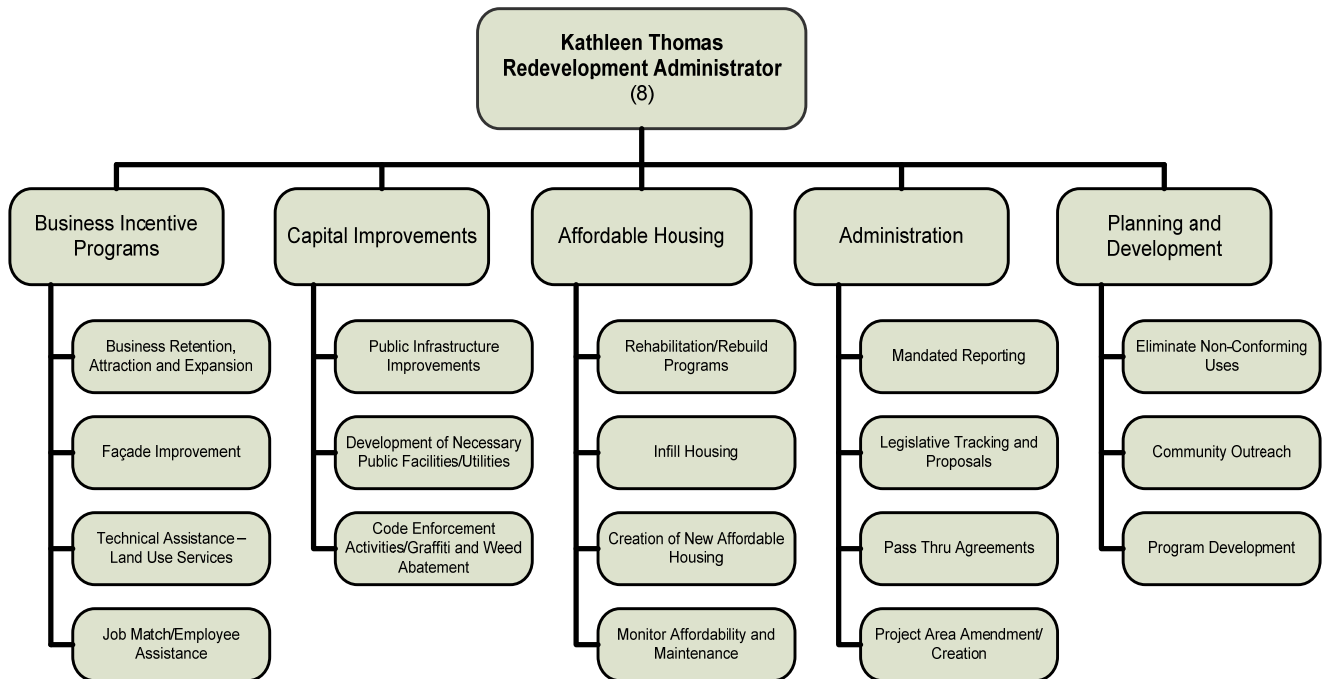 Kathleen Thomas
Redevelopment Administrator
(8)
Business Incentive
Programs
Capital Improvements
Affordable Housing
Administration
Planning and
Development
Business Retention,
Attraction and Expansion
Façade Improvement
Technical Assistance –
Land Use Services
Job Match/Employee
Assistance
Public Infrastructure
Improvements
Development of Necessary
Public Facilities/Utilities
Code Enforcement
Activities/Graffiti and Weed
Abatement
Rehabilitation/Rebuild
Programs
Infill Housing
Creation of New Affordable
Housing
Monitor Affordability and
Maintenance
Mandated Reporting
Legislative Tracking and
Proposals
Pass Thru Agreements
Project Area Amendment/
Creation
Eliminate Non-Conforming
Uses
Community Outreach
Program Development